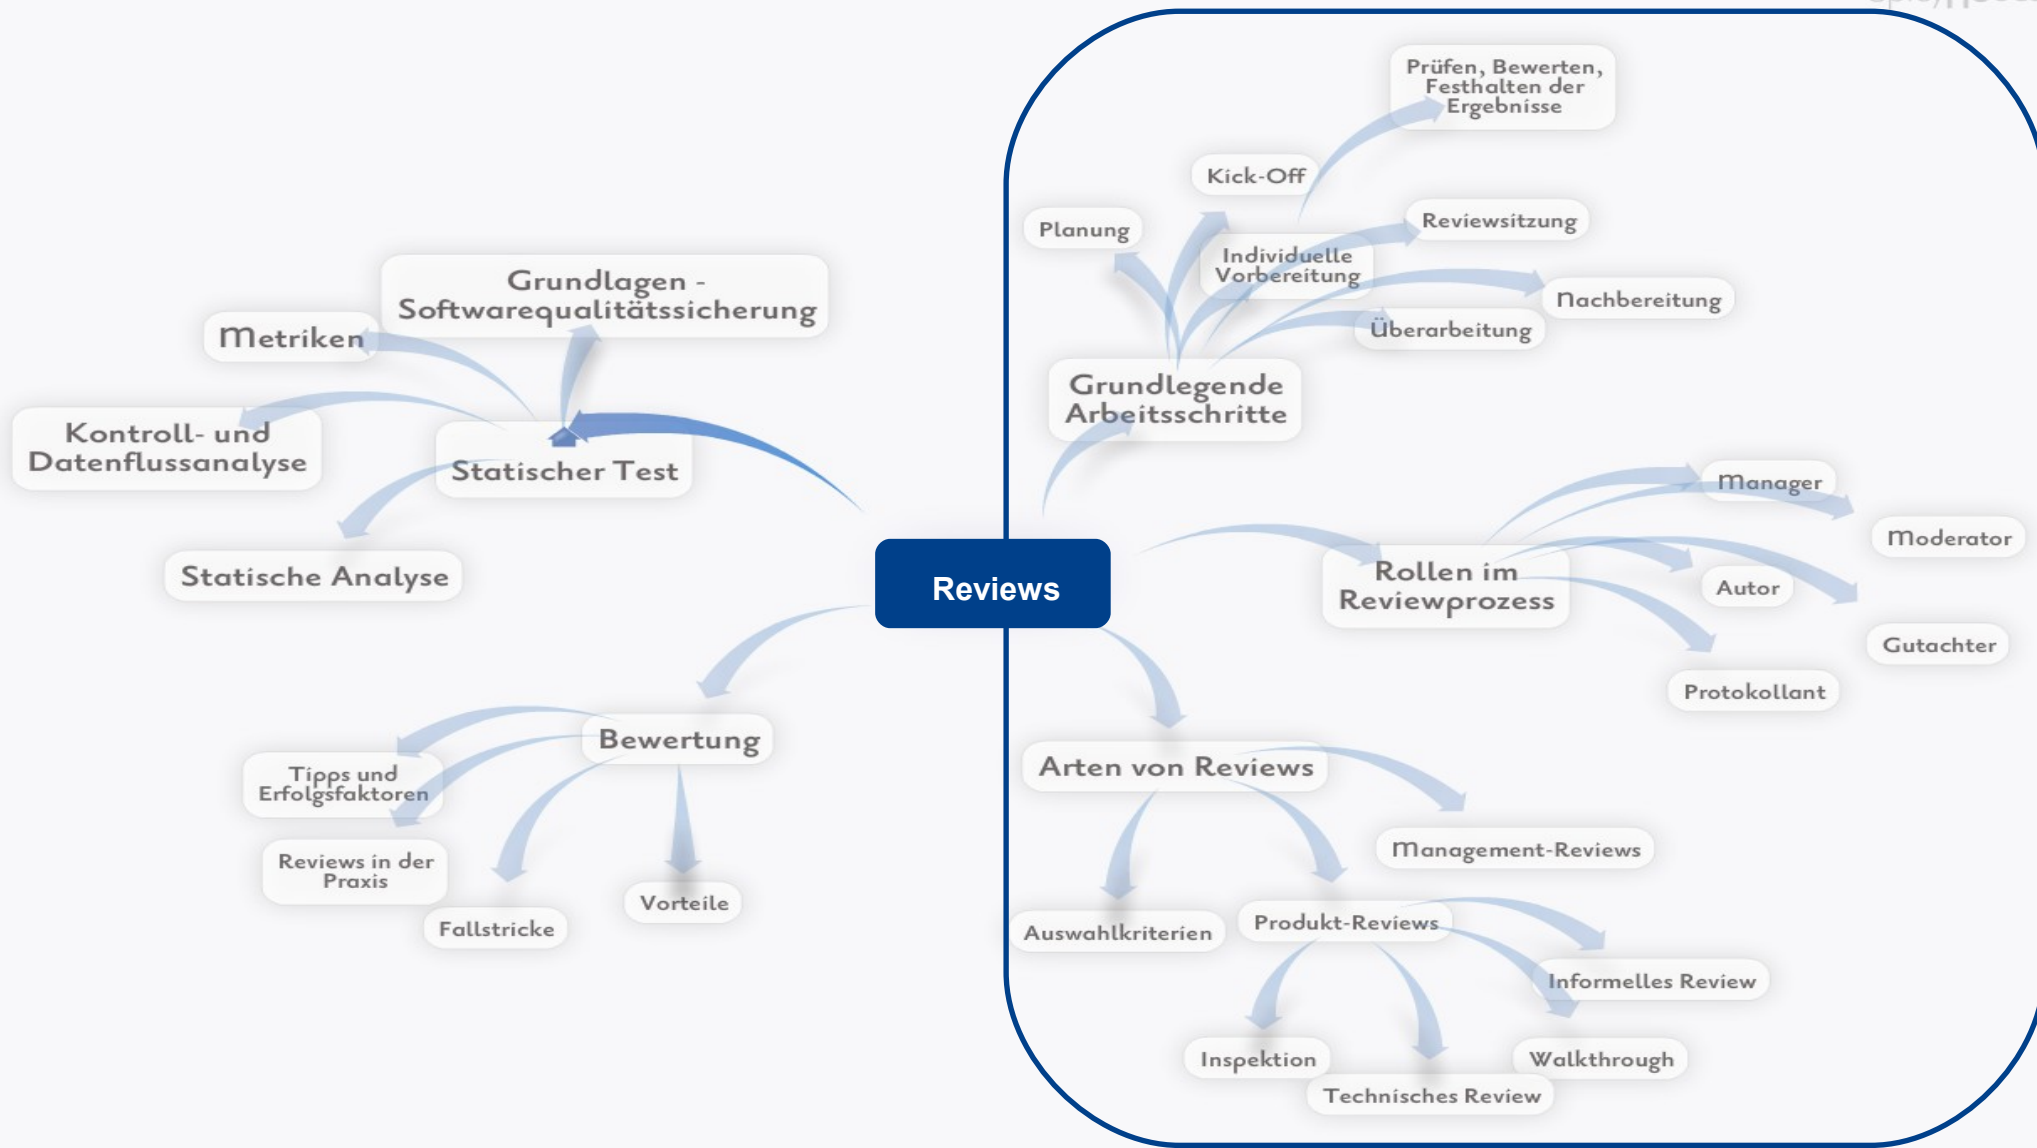 Prüfen, Bewerten,
Festhalten der
Ergebnisse
Kick-Off
Planung
Reviewsitzung
Individuelle
Vorbereitung
Nachbereitung
Überarbeitung
Grundlegende
Arbeitsschritte
Grundlagen -
Softwarequalitätssicherung
Metriken
Kontroll- und
Datenflussanalyse
Statischer Test
Statische Analyse
Reviews
Manager
Moderator
Rollen im
Reviewprozess
Autor
Gutachter
Protokollant
Bewertung
Tipps und
Erfolgsfaktoren
Reviews in der
Praxis
Fallstricke
Vorteile
Arten von Reviews
Management-Reviews
Auswahlkriterien
Produkt-Reviews
Informelles Review
Inspektion
Walkthrough
Technisches Review